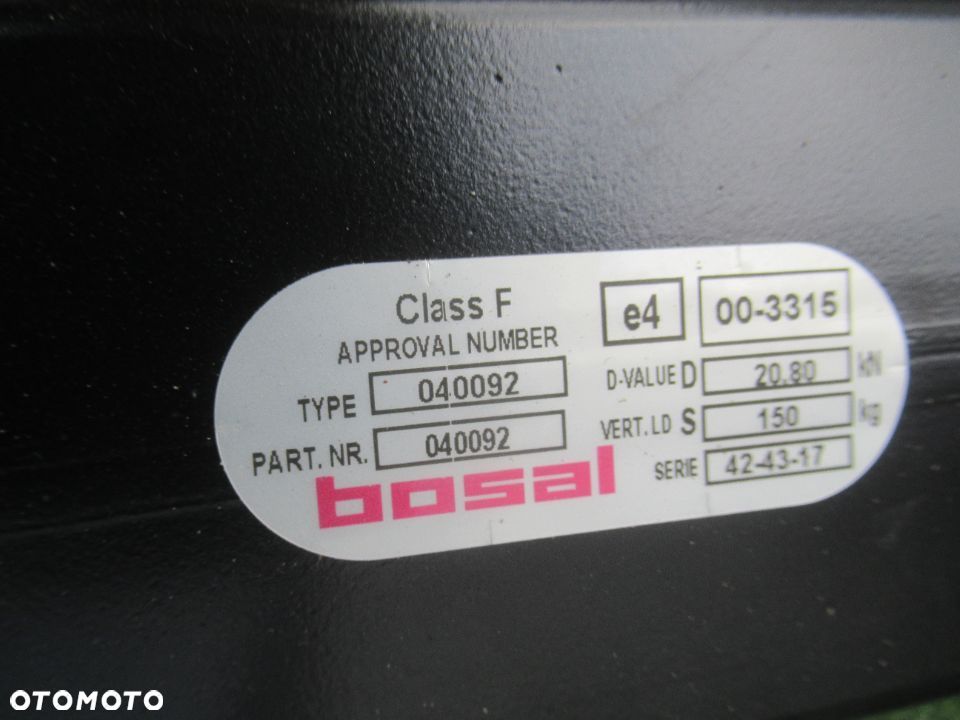 Class F
APPROVAL NUMBER
e4 00-3315
TYPE 040092
D-VALUE D 20.80 kN
PART. NR. 040092
VERT. LD S 150 kg
bosal
SERIE 42-43-17
OTOMOTO